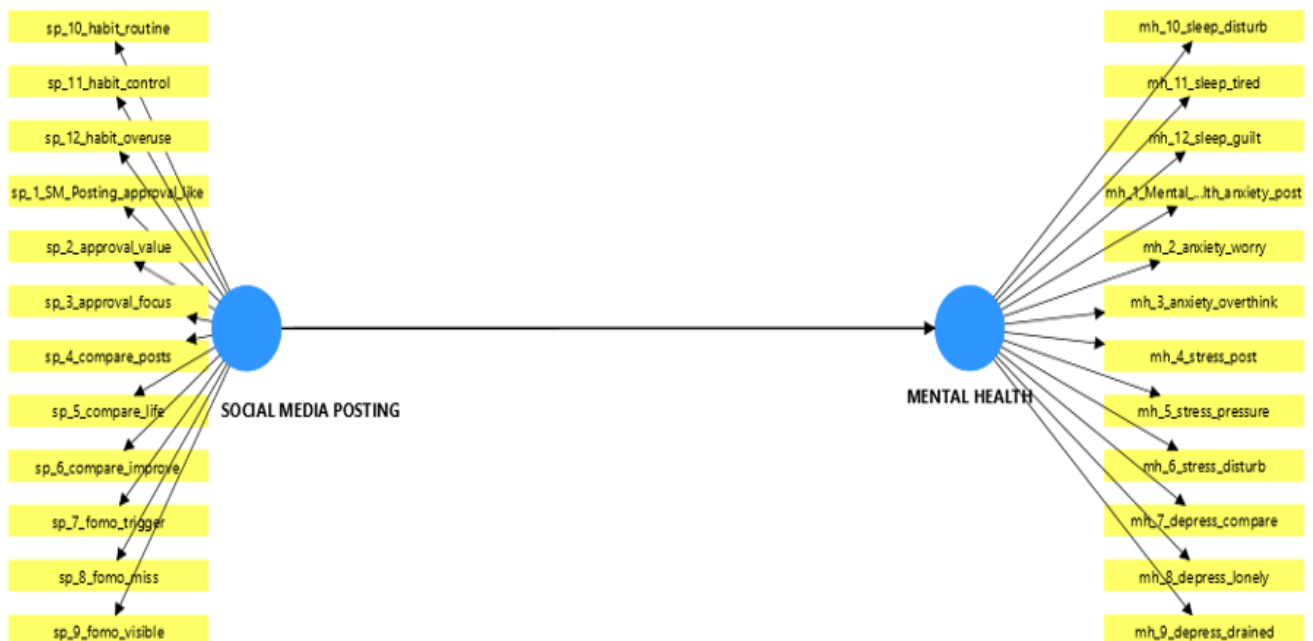 sp_10_habit_routine
sp_11_habit_control
sp_12_habit_overuse
sp_1_SM_Posting_approval_like
sp_2_approval_value
sp_3_approval_focus
sp_4_compare_posts
sp_5_compare_life
sp_6_compare_improve
sp_7_fomo_trigger
sp_8_fomo_miss
sp_9_fomo_visible
SOCIAL MEDIA POSTING
MENTAL HEALTH
mh_10_sleep_disturb
mh_11_sleep_tired
mh_12_sleep_guilt
mh_1_Mental_...lth_anxiety_post
mh_2_anxiety_worry
mh_3_anxiety_overthink
mh_4_stress_post
mh_5_stress_pressure
mh_6_stress_disturb
mh_7_depress_compare
mh_8_depress_lonely
mh_9_depress_drained